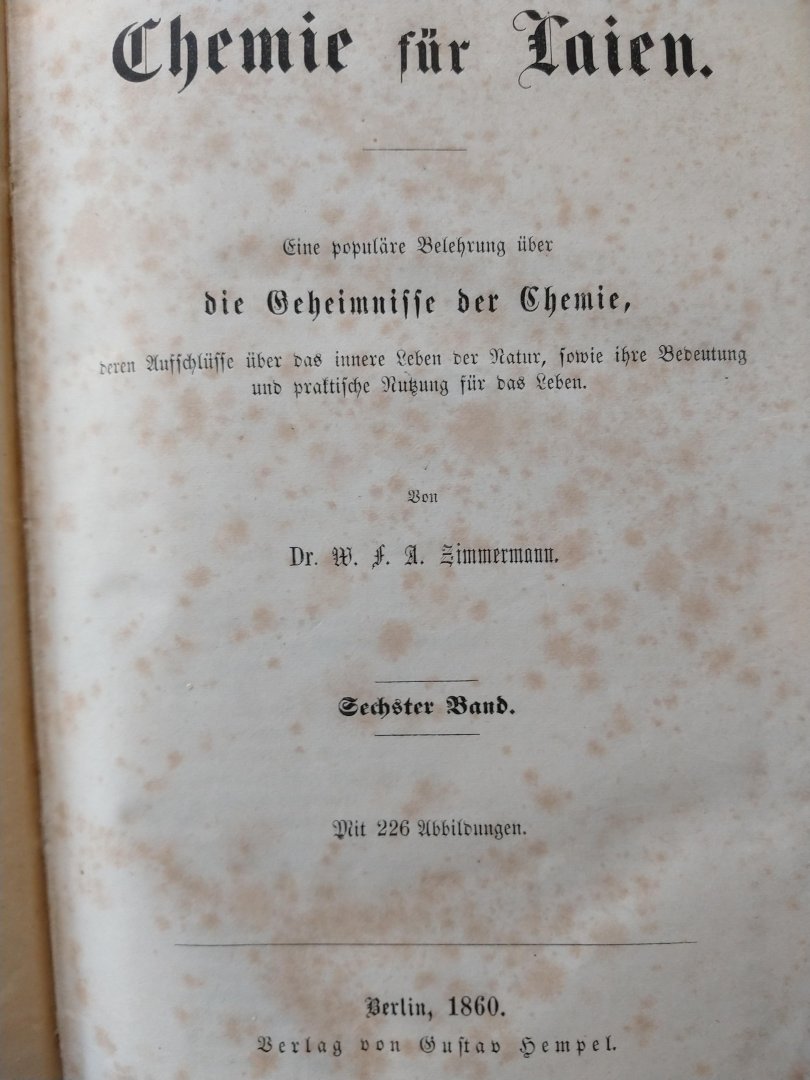 Chemie für Laien.
Eine populäre Belehrung über
die Geheimnisse der Chemie,
deren Aufschlüsse über das innere Leben der Natur, sowie ihre Bedeutung
und praktische Nutzung für das Leben.
Von
Dr. W. F. A. Zimmermann.
Sechster Band.
Mit 226 Abbildungen.
Berlin, 1860.
Verlag von Gustav Hempel.